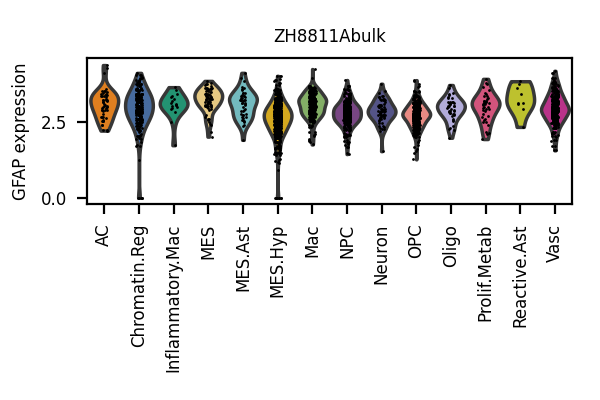 ZH8811Abulk
GFAP expression
2.5
0.0
AC
Chromatin.Reg
Inflammatory.Mac
MES
MES.Ast
MES.Hyp
Mac
NPC
Neuron
OPC
Oligo
Prolif.Metab
Reactive.Ast
Vasc